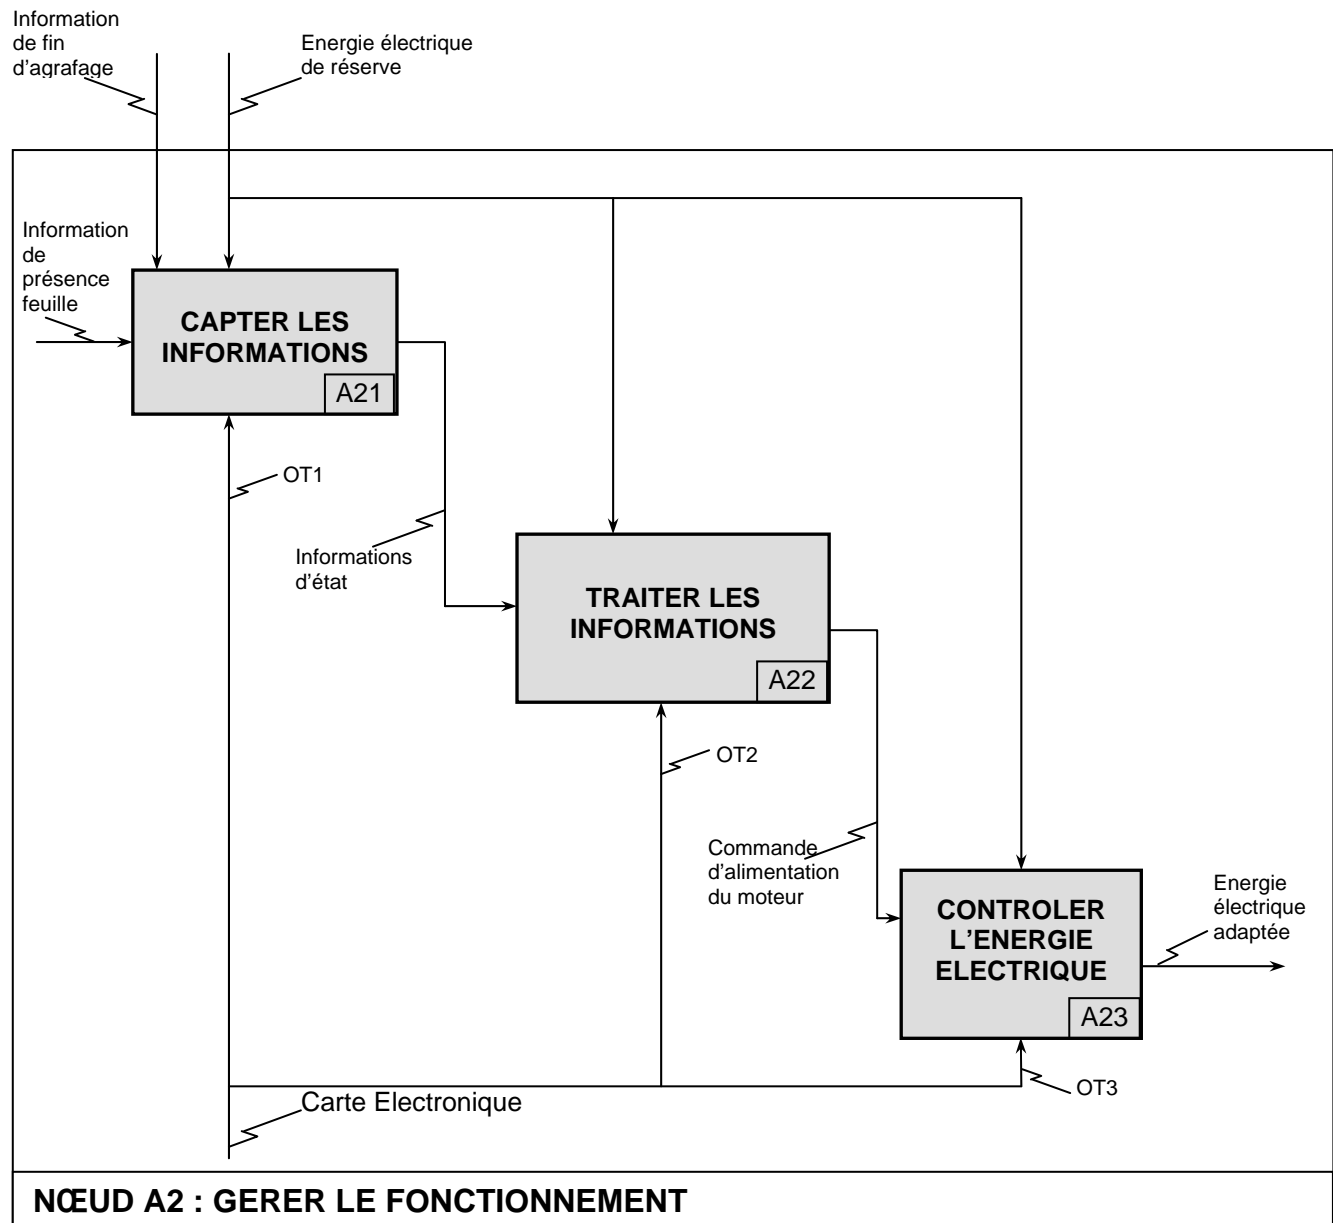 Information
de fin
d'agrafage
Energie électrique
de réserve
Information
de
présence
feuille
CAPTER LES
INFORMATIONS
A21
OT1
Informations
d'état
TRAITER LES
INFORMATIONS
A22
OT2
Commande
d'alimentation
du moteur
CONTROLER
L'ENERGIE
ELECTRIQUE
A23
Energie
électrique
adaptée
OT3
Carte Electronique
NŒUD A2 : GERER LE FONCTIONNEMENT